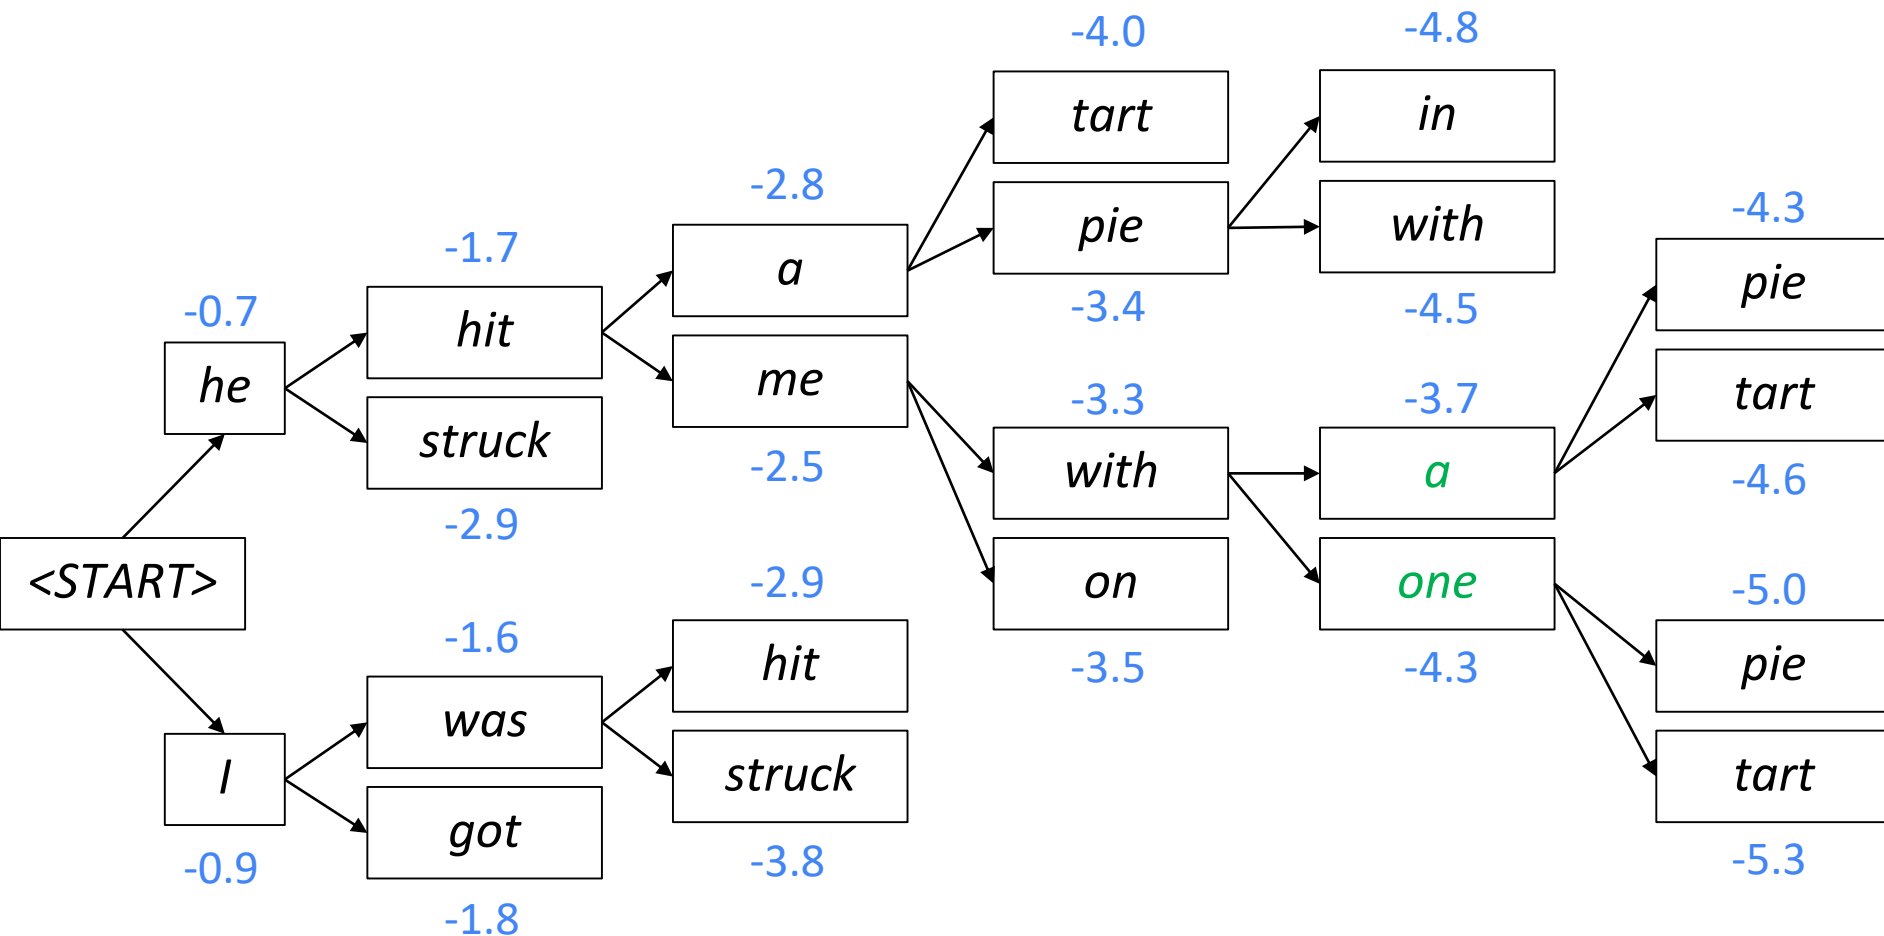 -4.0
-4.8
tart
in
-2.8
-4.3
-1.7
a
pie
with
pie
-0.7
hit
-3.4
-4.5
he
me
-3.3
-3.7
tart
struck
-2.5
with
a
-4.6
-2.9
<START>
-2.9
on
one
-5.0
-1.6
hit
-3.5
-4.3
pie
I
was
struck
tart
got
-0.9
-3.8
-5.3
-1.8